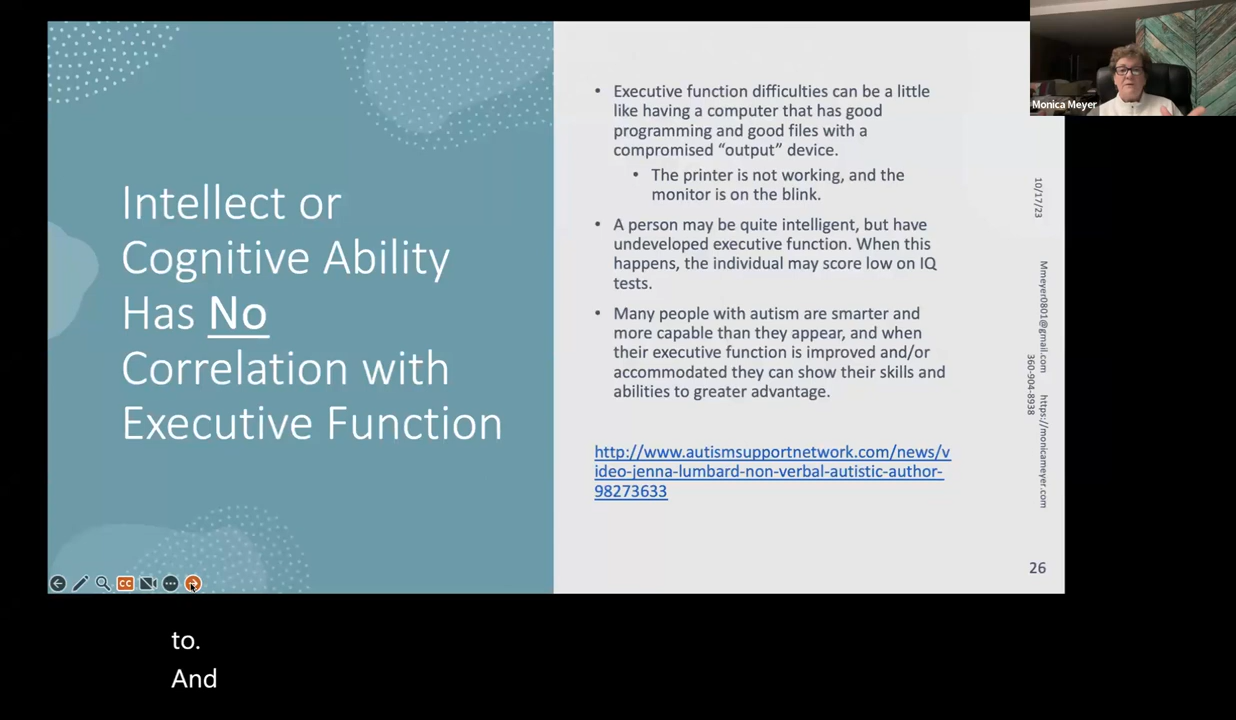 Intellect or
Cognitive Ability
Has No
Correlation with
Executive Function
• Executive function difficulties can be a little
like having a computer that has good
programming and good files with a
compromised “output” device.
• The printer is not working, and the
monitor is on the blink.
• A person may be quite intelligent, but have
undeveloped executive function. When this
happens, the individual may score low on IQ
tests.
• Many people with autism are smarter and
more capable than they appear, and when
their executive function is improved and/or
accommodated they can show their skills and
abilities to greater advantage.
http://www.autismsupportnetwork.com/news/v
ideo-jenna-lumbard-non-verbal-autistic-author-
98273633
Monica Meyer
10/17/23
Mmeyer0801@gmail.com https://monicameyer.com
360-904-8938
26
CC
to.
And